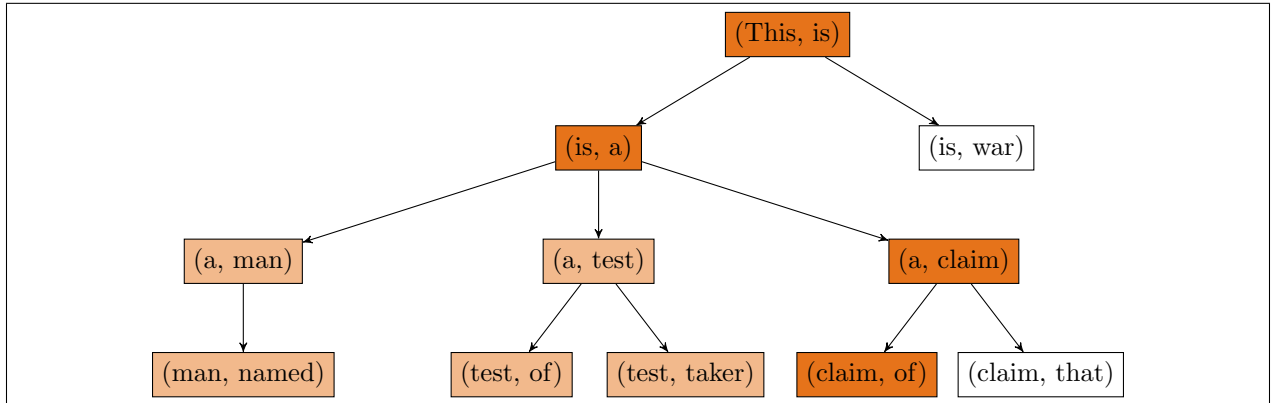 (This, is)
(is, a) (is, war)
(a, man) (a, test) (a, claim)
(man, named) (test, of) (test, taker) (claim, of) (claim, that)